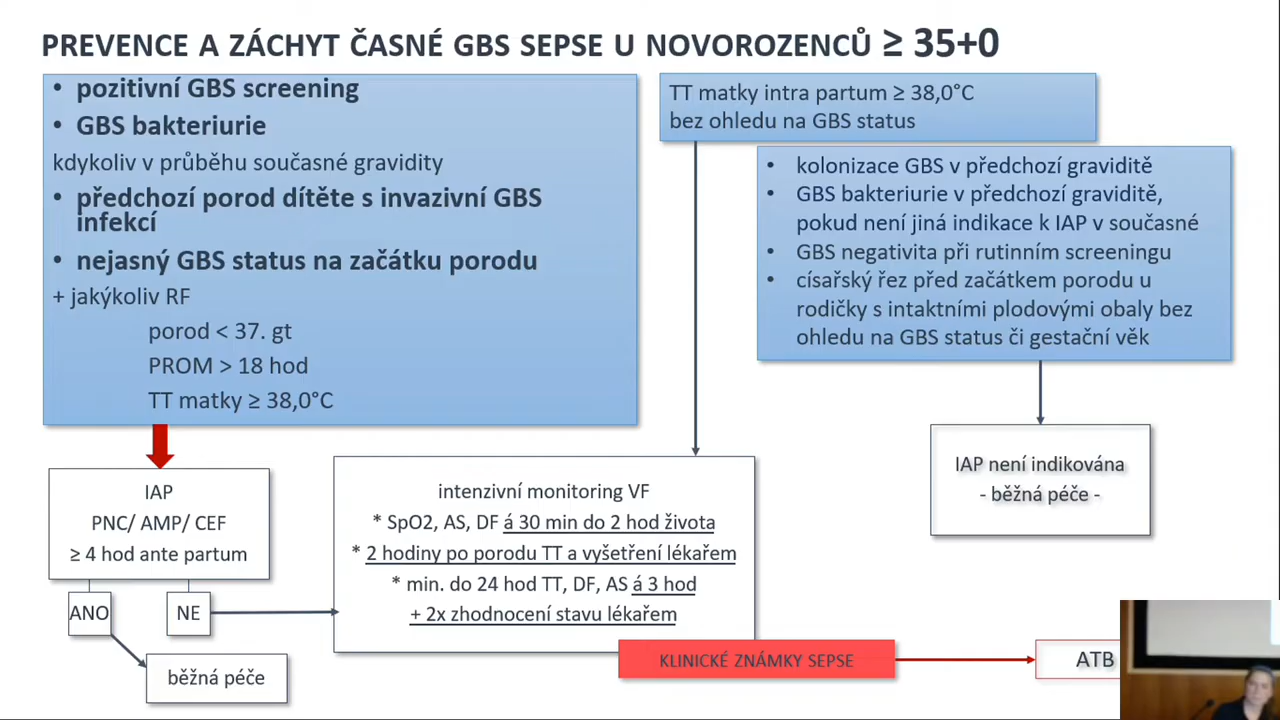 PREVENCE A ZÁCHYT ČASNÉ GBS SEPSE U NOVOROZENCŮ ≥ 35+0
• pozitivní GBS screening
• GBS bakteriurie
kdykoliv v průběhu současné gravidity
• předchozí porod dítěte s invazivní GBS
infekcí
• nejasný GBS status na začátku porodu
+ jakýkoliv RF
porod < 37. gt
PROM > 18 hod
TT matky ≥ 38,0°C
TT matky intra partum ≥ 38,0°C
bez ohledu na GBS status
• kolonizace GBS v předchozí graviditě
• GBS bakteriurie v předchozí graviditě,
pokud není jiná indikace k IAP v současné
• GBS negativita při rutinním screeningu
• císařský řez před začátkem porodu u
rodičky s intaktními plodovými obaly bez
ohledu na GBS status či gestační věk
IAP
PNC/ AMP/ CEF
≥ 4 hod ante partum
ANO
NE
běžná péče
intenzivní monitoring VF
* SpO2, AS, DF á 30 min do 2 hod života
* 2 hodiny po porodu TT a vyšetření lékařem
* min. do 24 hod TT, DF, AS á 3 hod
+ 2x zhodnocení stavu lékařem
IAP není indikována
- běžná péče -
KLINICKÉ ZNÁMKY SEPSE
ATB